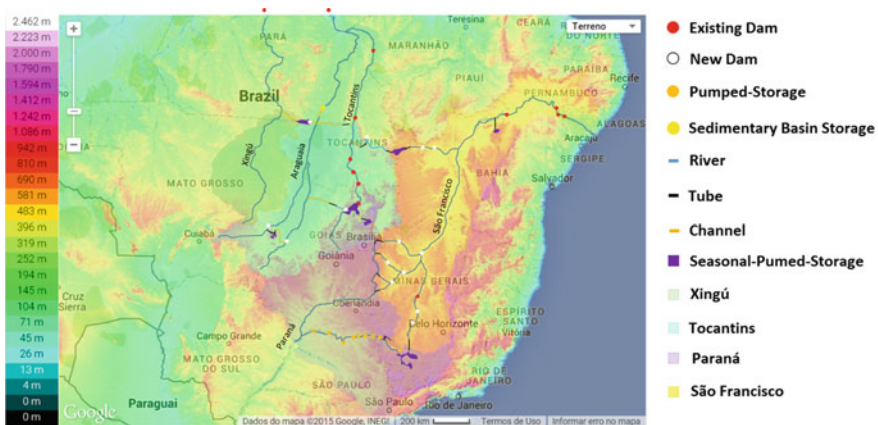 2.462 m
2.223 m
2.000 m
1.790 m
1.594 m
1.412 m
1.242 m
1.086 m
942 m
810 m
690 m
581 m
483 m
396 m
319 m
252 m
194 m
145 m
104 m
71 m
45 m
26 m
13 m
4 m
0 m
0 m
Terreno
Teresina
CEARÁ
DO NORTE
PARÁ
MARANHÃO
PARAÍBA
PIAUÍ
Recife
PERNAMBUCO
Brazil
Tocantins
ALAGOAS
Aracaju
TOCANTINS
SERGIPE
Xingú
Araguaia
BAHIA
MATO GROSSO
São Francisco
Salvador
Cuiabá
GOIÁS
Brasília
Goiânia
MINAS GERAIS
Cruz
Sierra
Uberlândia
ESPÍRITO
SANTO
Vitória
Campo Grande
Paraná
Belo Horizonte
MATO GROSSO
DO SUL
RIO DE
JANEIRO
SÃO PAULO
Paraguai
São Paulo
Rio de Janeiro
Google
Dados do mapa ©2015 Google, INEGI
200 km
Termos de Uso
Informar erro no mapa
Existing Dam
New Dam
Pumped-Storage
Sedimentary Basin Storage
River
Tube
Channel
Seasonal-Pumed-Storage
Xingú
Tocantins
Paraná
São Francisco